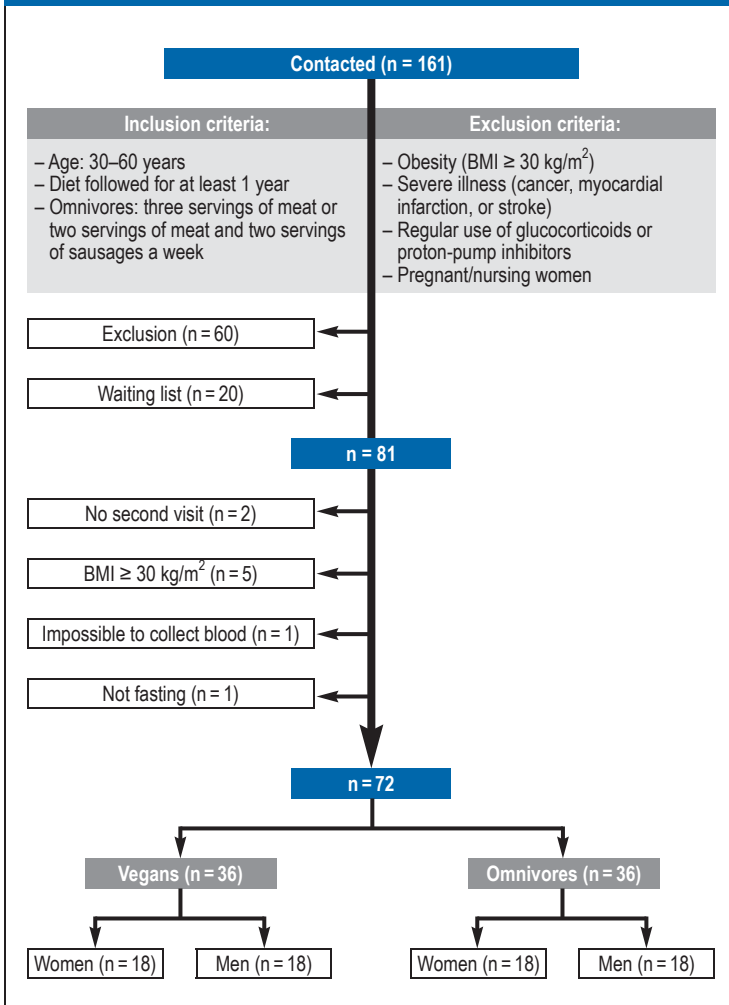 Contacted (n = 161)
Inclusion criteria:
– Age: 30–60 years
– Diet followed for at least 1 year
– Omnivores: three servings of meat or
two servings of meat and two servings
of sausages a week
Exclusion criteria:
– Obesity (BMI ≥ 30 kg/m²)
– Severe illness (cancer, myocardial
infarction, or stroke)
– Regular use of glucocorticoids or
proton-pump inhibitors
– Pregnant/nursing women
Exclusion (n = 60)
Waiting list (n = 20)
n = 81
No second visit (n = 2)
BMI ≥ 30 kg/m² (n = 5)
Impossible to collect blood (n = 1)
Not fasting (n = 1)
n = 72
Vegans (n = 36)
Omnivores (n = 36)
Women (n = 18)
Men (n = 18)
Women (n = 18)
Men (n = 18)